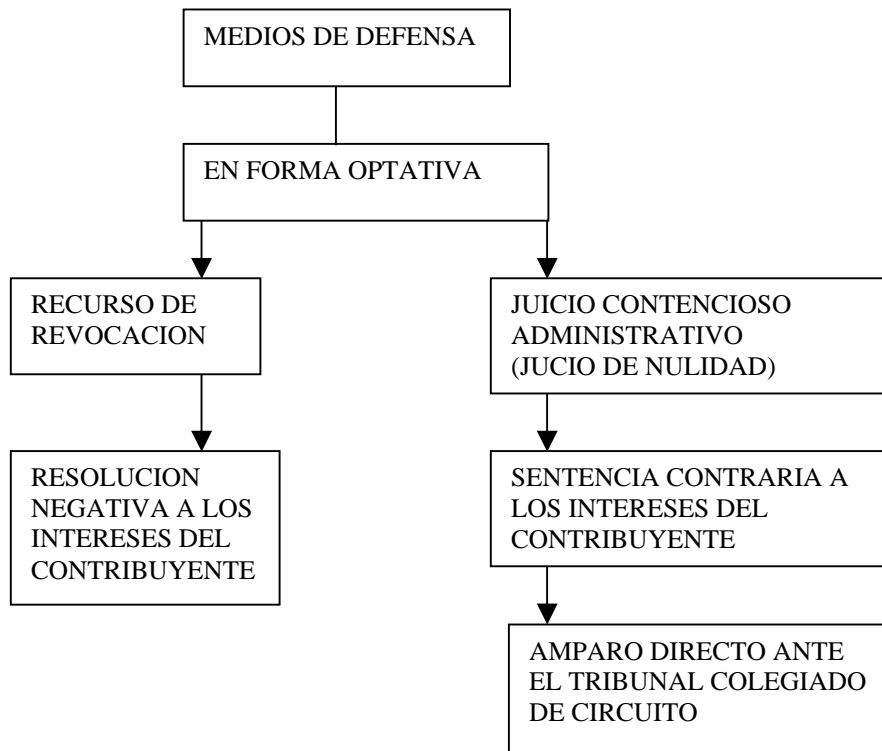 MEDIOS DE DEFENSA
EN FORMA OPTATIVA
RECURSO DE
REVOCACION
JUICIO CONTENCIOSO
ADMINISTRATIVO
(JUCIO DE NULIDAD)
RESOLUCION
NEGATIVA A LOS
INTERESES DEL
CONTRIBUYENTE
SENTENCIA CONTRARIA A
LOS INTERESES DEL
CONTRIBUYENTE
AMPARO DIRECTO ANTE
EL TRIBUNAL COLEGIADO
DE CIRCUITO